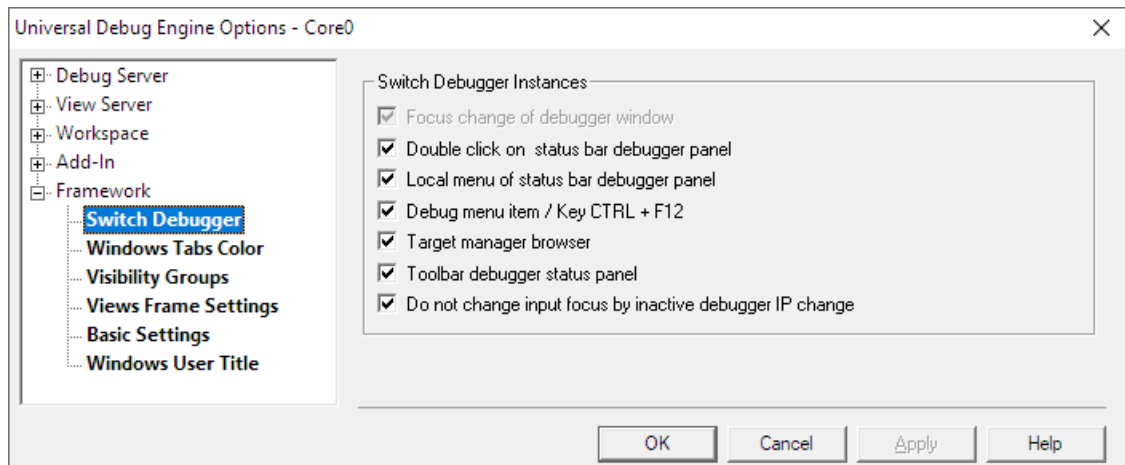 Universal Debug Engine Options - Core0
Debug Server
View Server
Workspace
Add-In
Framework
Switch Debugger
Windows Tabs Color
Visibility Groups
Views Frame Settings
Basic Settings
Windows User Title
Switch Debugger Instances
Focus change of debugger window
Double click on status bar debugger panel
Local menu of status bar debugger panel
Debug menu item / Key CTRL + F12
Target manager browser
Toolbar debugger status panel
Do not change input focus by inactive debugger IP change
OK
Cancel
Apply
Help